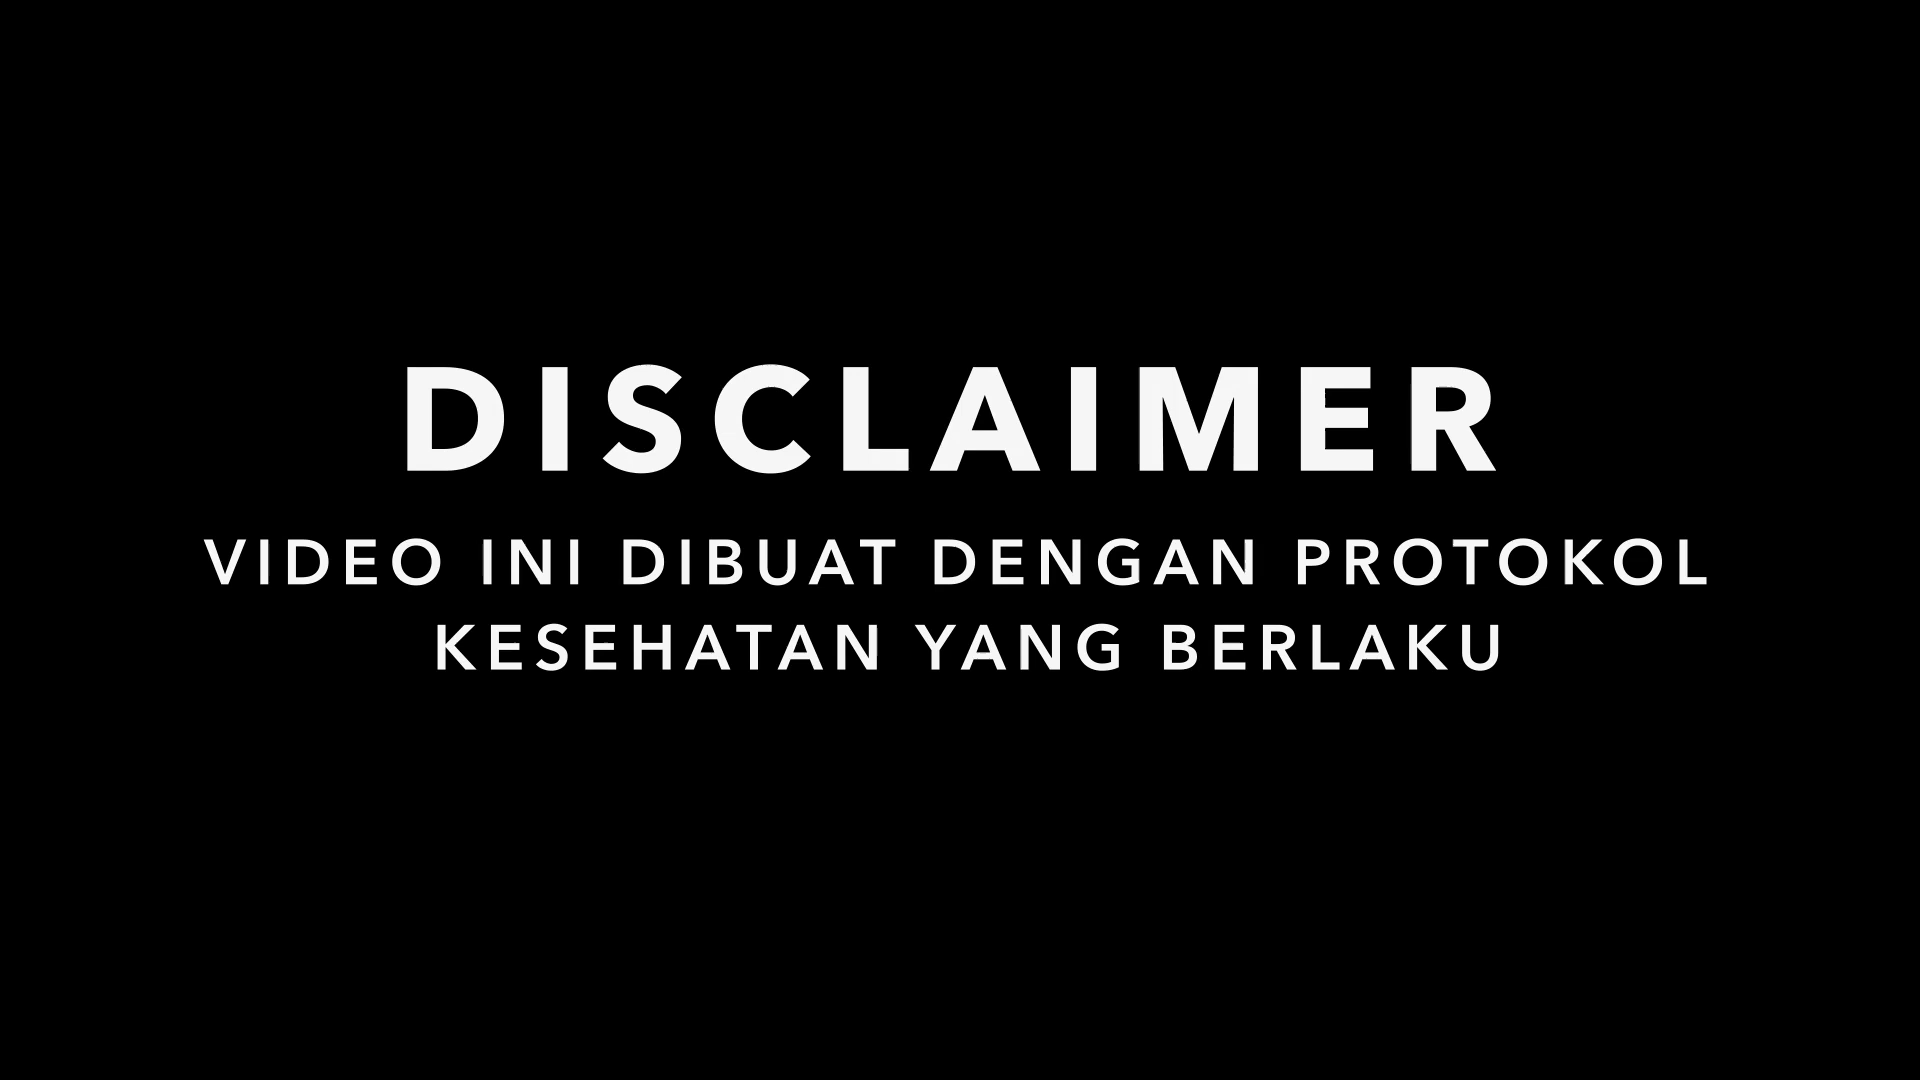 DISCLAIMER
VIDEO INI DIBUAT DENGAN PROTOKOL
KESEHATAN YANG BERLAKU